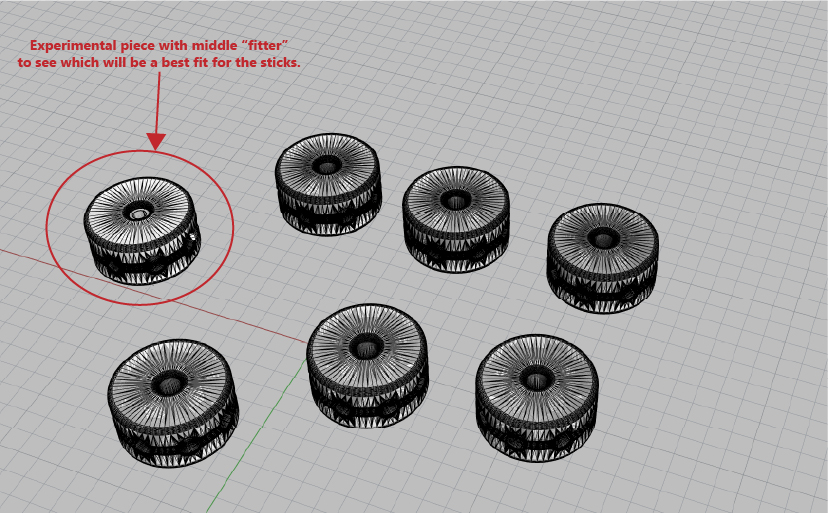 Experimental piece with middle “fitter”
to see which will be a best fit for the sticks.